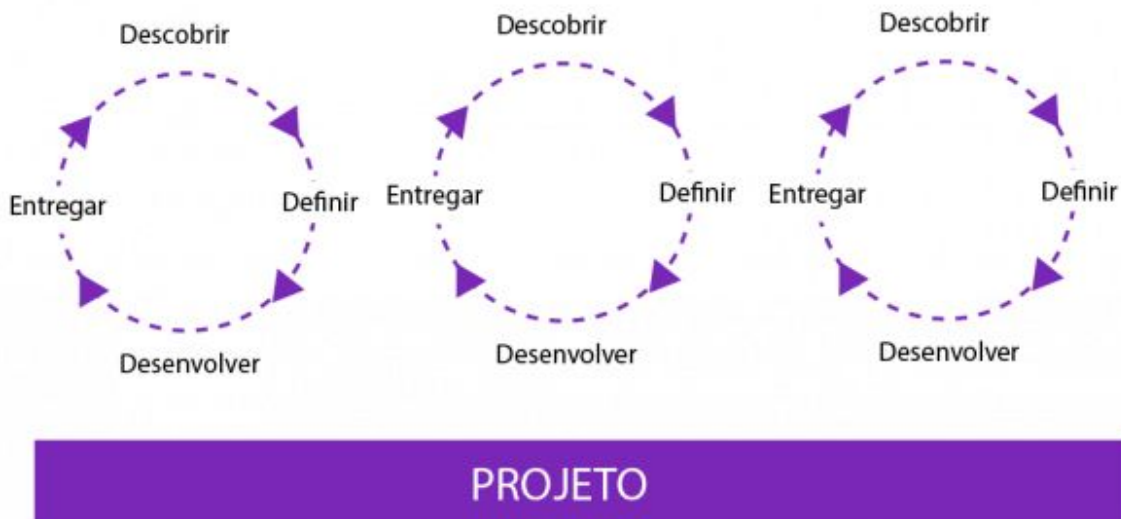 Descobrir
Descobrir
Descobrir
Entregar
Definir
Entregar
Definir
Entregar
Definir
Desenvolver
Desenvolver
Desenvolver
PROJETO